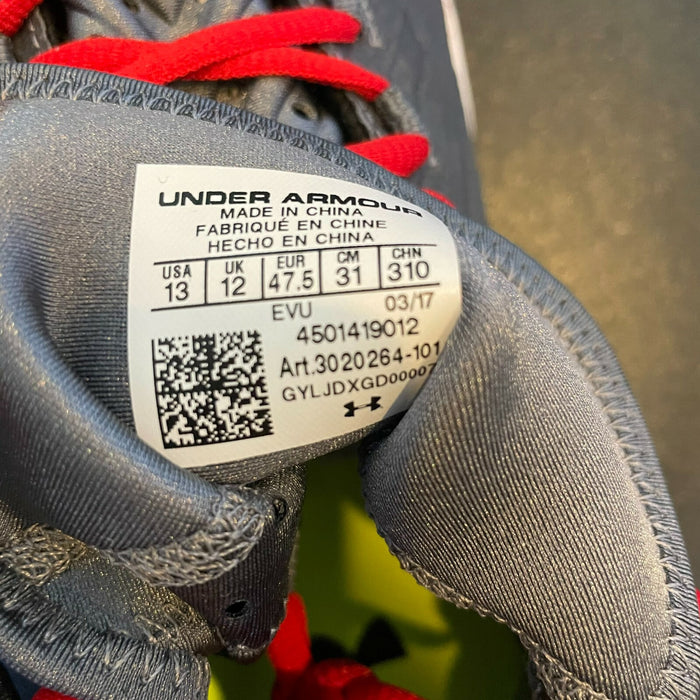 UNDER ARMOUR
MADE IN CHINA
FABRIQUÉ EN CHINE
HECHO EN CHINA
USA UK EUR CM CHN
13 12 47.5 31 310
EVU 03/17
4501419012
Art.3020264-101
GYLJDXGD00007